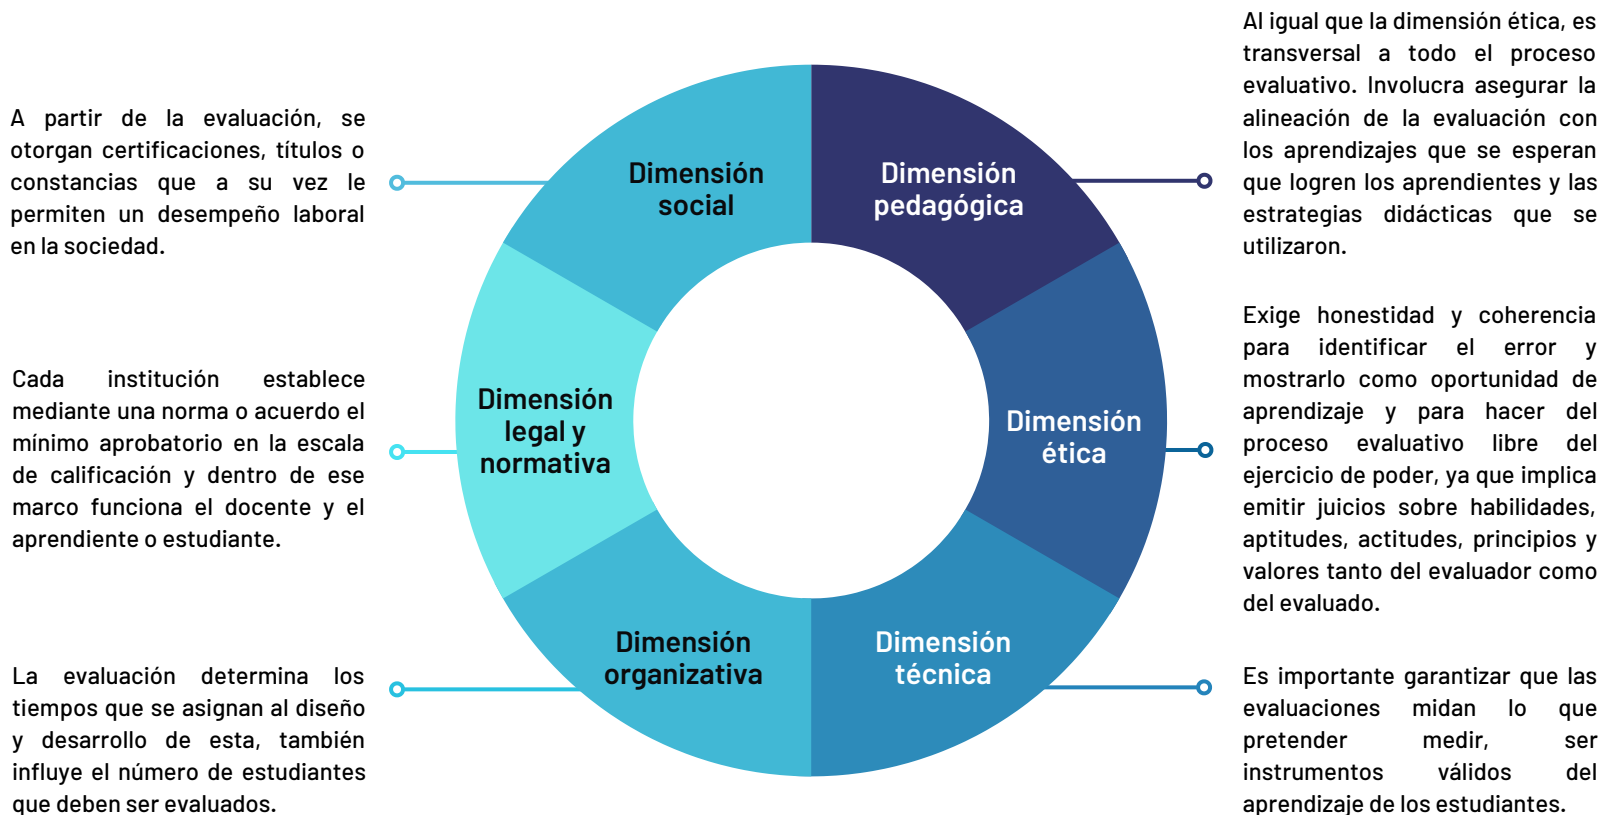 A partir de la evaluación, se
otorgan certificaciones, títulos o
constancias que a su vez le
permiten un desempeño laboral
en la sociedad.
Cada institución establece
mediante una norma o acuerdo el
mínimo aprobatorio en la escala
de calificación y dentro de ese
marco funciona el docente y el
aprendiente o estudiante.
La evaluación determina los
tiempos que se asignan al diseño
y desarrollo de esta, también
influye el número de estudiantes
que deben ser evaluados.
Dimensión
social
Dimensión
pedagógica
Dimensión
legal y
normativa
Dimensión
ética
Dimensión
organizativa
Dimensión
técnica
Al igual que la dimensión ética, es
transversal a todo el proceso
evaluativo. Involucra asegurar la
alineación de la evaluación con
los aprendizajes que se esperan
que logren los aprendientes y las
estrategias didácticas que se
utilizaron.
Exige honestidad y coherencia
para identificar el error y
mostrarlo como oportunidad de
aprendizaje y para hacer del
proceso evaluativo libre del
ejercicio de poder, ya que implica
emitir juicios sobre habilidades,
aptitudes, actitudes, principios y
valores tanto del evaluador como
del evaluado.
Es importante garantizar que las
evaluaciones midan lo que
pretender medir, ser
instrumentos válidos del
aprendizaje de los estudiantes.